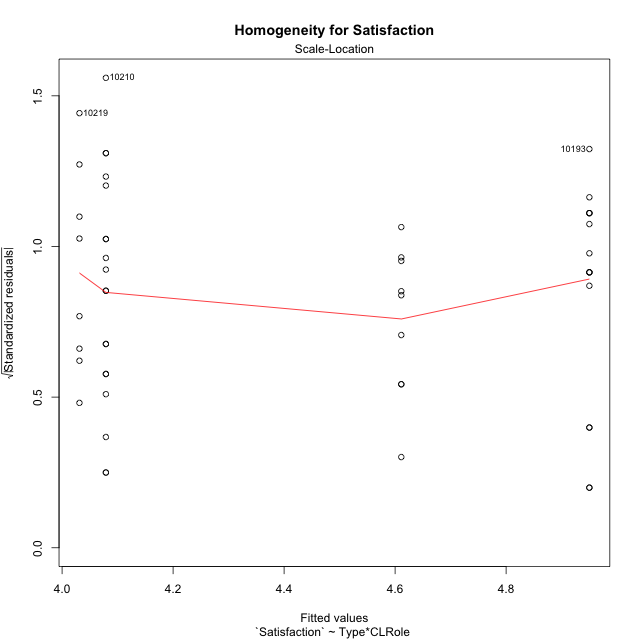 Homogeneity for Satisfaction
Scale-Location
10210
10219
10193
1.5
1.0
0.5
0.0
√|Standardized residuals|
4.0 4.2 4.4 4.6 4.8
Fitted values
`Satisfaction` ~ Type*CLRole